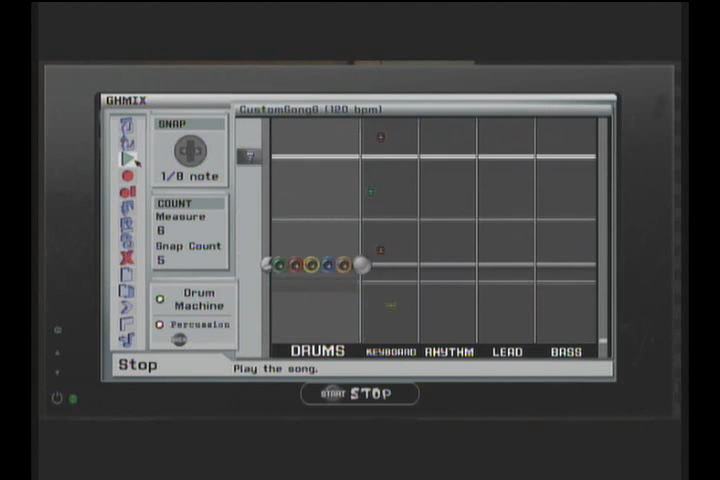 GHMIX
CustomSong6 (120 bpm)
SNAP
1/8 note
7
COUNT
Measure
6
Snap Count
5
Drum
Machine
Percussion
DRUMS KEYBOARD RHYTHM LEAD BASS
Stop
Play the song.
START STOP